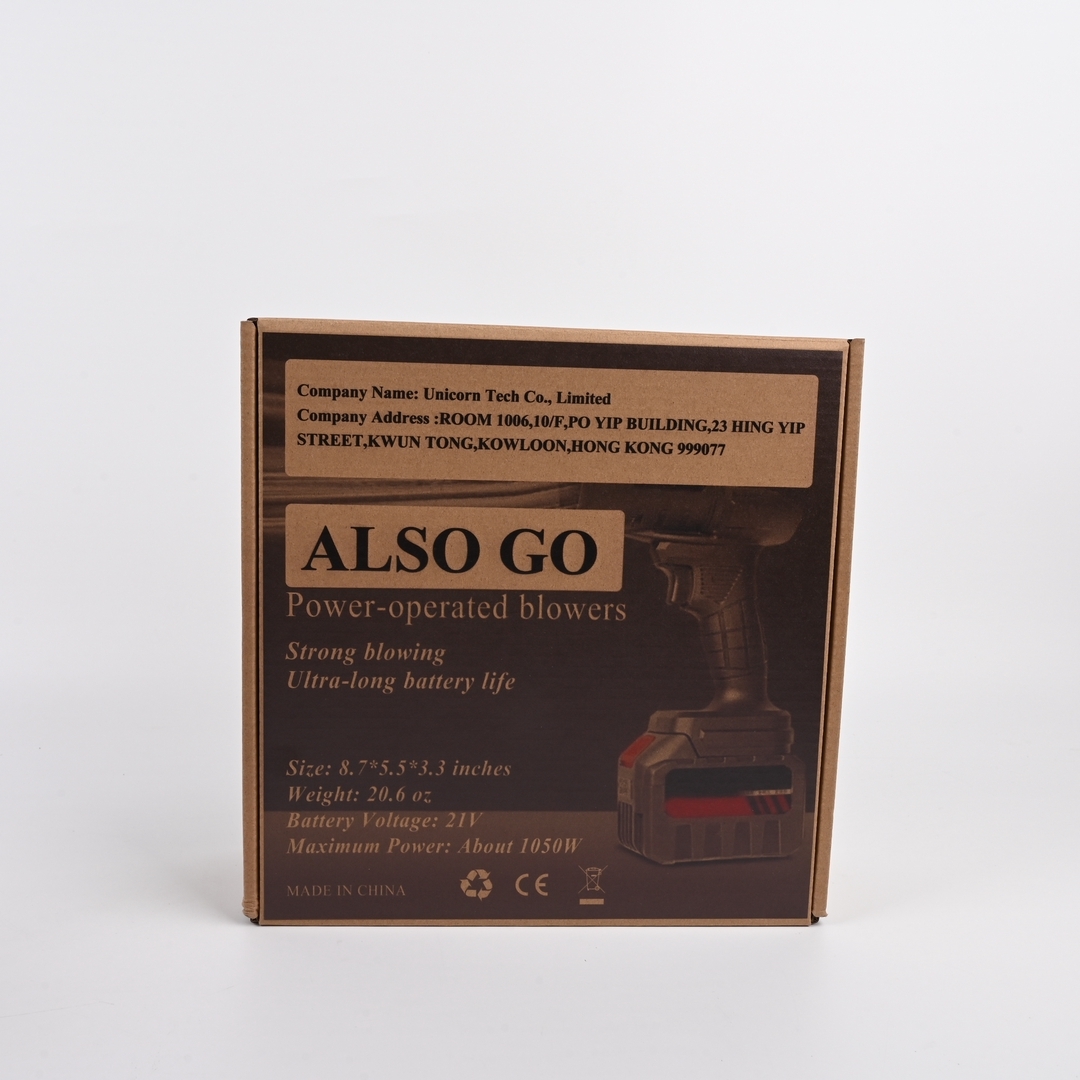 Company Name: Unicorn Tech Co., Limited
Company Address :ROOM 1006,10/F,PO YIP BUILDING,23 HING YIP
STREET,KWUN TONG,KOWLOON,HONG KONG 999077
ALSO GO
Power-operated blowers
Strong blowing
Ultra-long battery life
Size: 8.7*5.5*3.3 inches
Weight: 20.6 oz
Battery Voltage: 21V
Maximum Power: About 1050W
MADE IN CHINA
CE